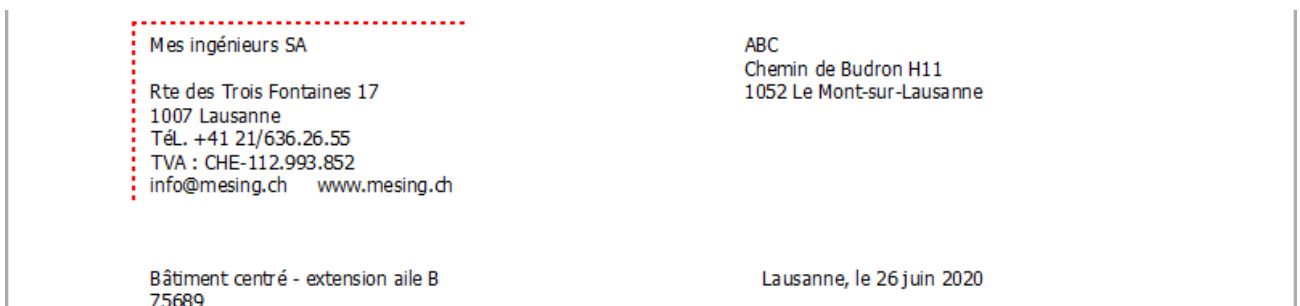 Mes ingénieurs SA
Rte des Trois Fontaines 17
1007 Lausanne
TéL. +41 21/636.26.55
TVA : CHE-112.993.852
info@mesing.ch www.mesing.ch
ABC
Chemin de Budron H11
1052 Le Mont-sur-Lausanne
Bâtiment centré - extension aile B
75689
Lausanne, le 26 juin 2020